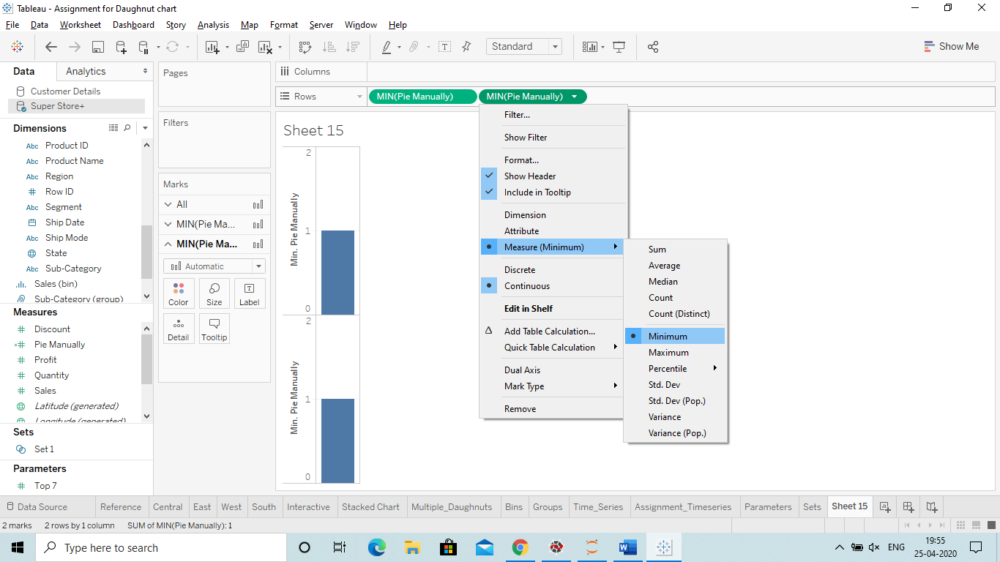 Tableau - Assignment for Daughnut chart
File Data Worksheet Dashboard Story Analysis Map Format Server Window Help
Standard
Show Me
Data Analytics
Customer Details
Super Store+
Dimensions
Abc Product ID
Abc Product Name
Abc Region
Row ID
Abc Segment
Ship Date
Abc Ship Mode
State
Abc Sub-Category
Sales (bin)
Sub-Category (group)
Measures
Discount
Pie Manually
Profit
Quantity
Sales
Latitude (generated)
Longitude (generated)
Sets
Set 1
Parameters
Top 7
Pages
Filters
Marks
All
MIN(Pie Ma...
MIN(Pie Ma...
Automatic
Color Size Label
Detail Tooltip
Columns
Rows MIN(Pie Manually) MIN(Pie Manually)
Sheet 15
2
Min. Pie Manually
1
0
2
Min. Pie Manually
1
0
Filter...
Show Filter
Format...
Show Header
Include in Tooltip
Dimension
Attribute
Measure (Minimum)
Discrete
Continuous
Edit in Shelf
Add Table Calculation...
Quick Table Calculation
Dual Axis
Mark Type
Remove
Sum
Average
Median
Count
Count (Distinct)
Minimum
Maximum
Percentile
Std. Dev
Std. Dev (Pop.)
Variance
Variance (Pop.)
Data Source Reference Central East West South Interactive Stacked Chart Multiple_Daughnuts Bins Groups Time_Series Assignment_Timeseries Parameters Sets Sheet 15
2 marks 2 rows by 1 column SUM of MIN(Pie Manually): 1
Type here to search
ENG
19:55
25-04-2020